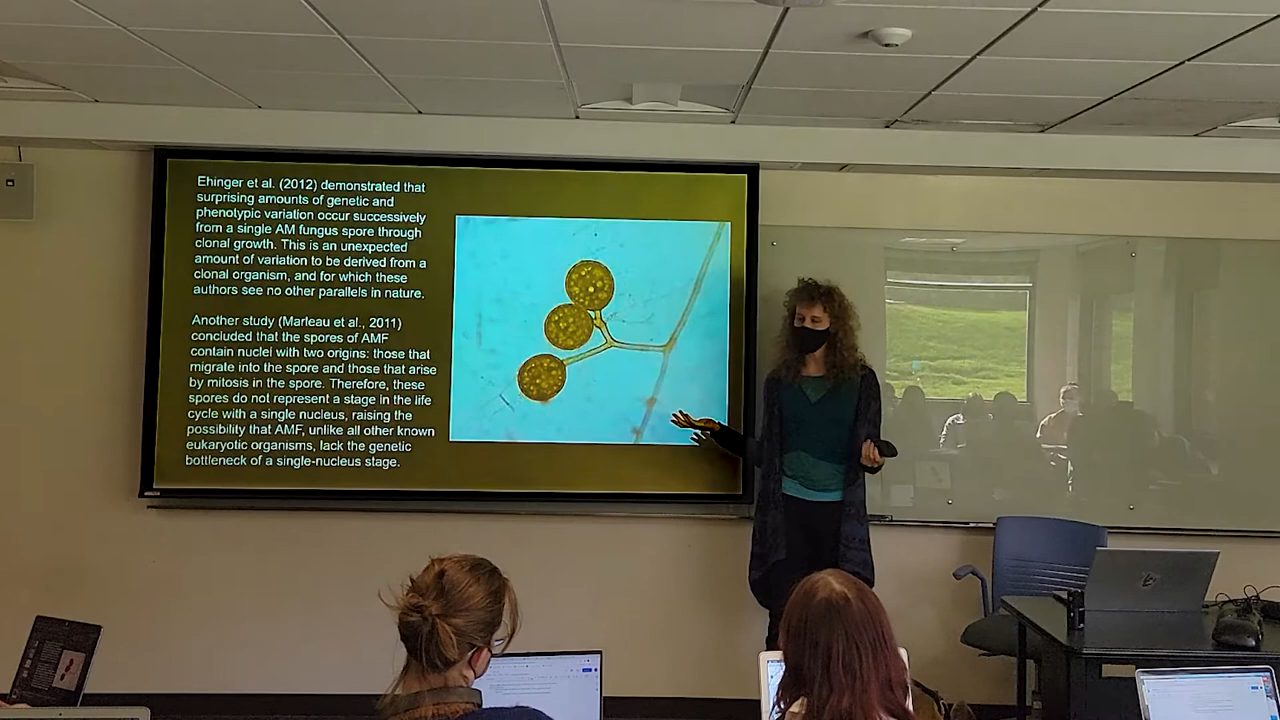 Ehinger et al. (2012) demonstrated that
surprising amounts of genetic and
phenotypic variation occur successively
from a single AM fungus spore through
clonal growth. This is an unexpected
amount of variation to be derived from a
clonal organism, and for which these
authors see no other parallels in nature.
Another study (Marleau et al., 2011)
concluded that the spores of AMF
contain nuclei with two origins: those that
migrate into the spore and those that arise
by mitosis in the spore. Therefore, these
spores do not represent a stage in the life
cycle with a single nucleus, raising the
possibility that AMF, unlike all other known
eukaryotic organisms, lack the genetic
bottleneck of a single-nucleus stage.